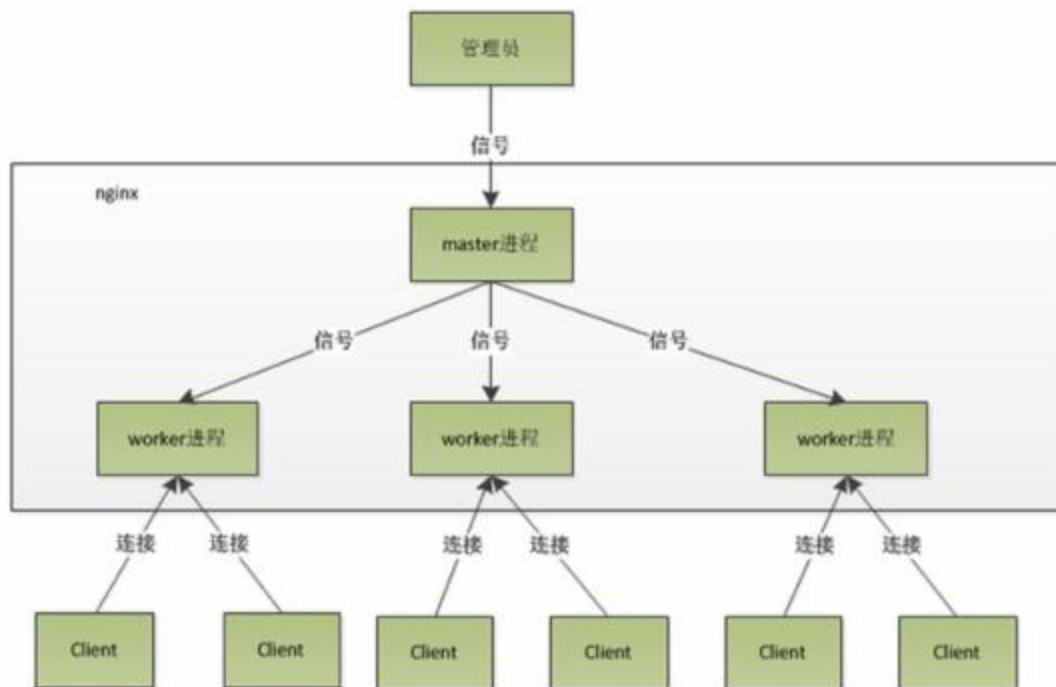 管理员
信号
nginx
master进程
信号
信号
信号
worker进程
worker进程
worker进程
连接
连接
连接
连接
连接
连接
Client
Client
Client
Client
Client
Client